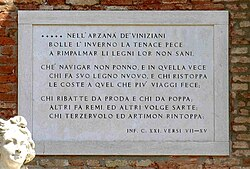 ..... NELL' ARZANÀ DE' VINIZIANI
BOLLE L' INVERNO LA TENACE PECE
A RIMPALMAR LI LEGNI LOR NON SANI,
CHE' NAVIGAR NON PONNO, E IN QUELLA VECE
CHI FA SVO LEGNO NVOVO, E CHI RISTOPPA
LE COSTE A QUEL CHE PIV' VIAGGI FECE;
CHI RIBATTE DA PRODA E CHI DA POPPA;
ALTRI FA REMI, ED ALTRI VOLGE SARTE;
CHI TERZERVOLO ED ARTIMON RINTOPPA:
INF. C. XXI. VERSI VII–XV